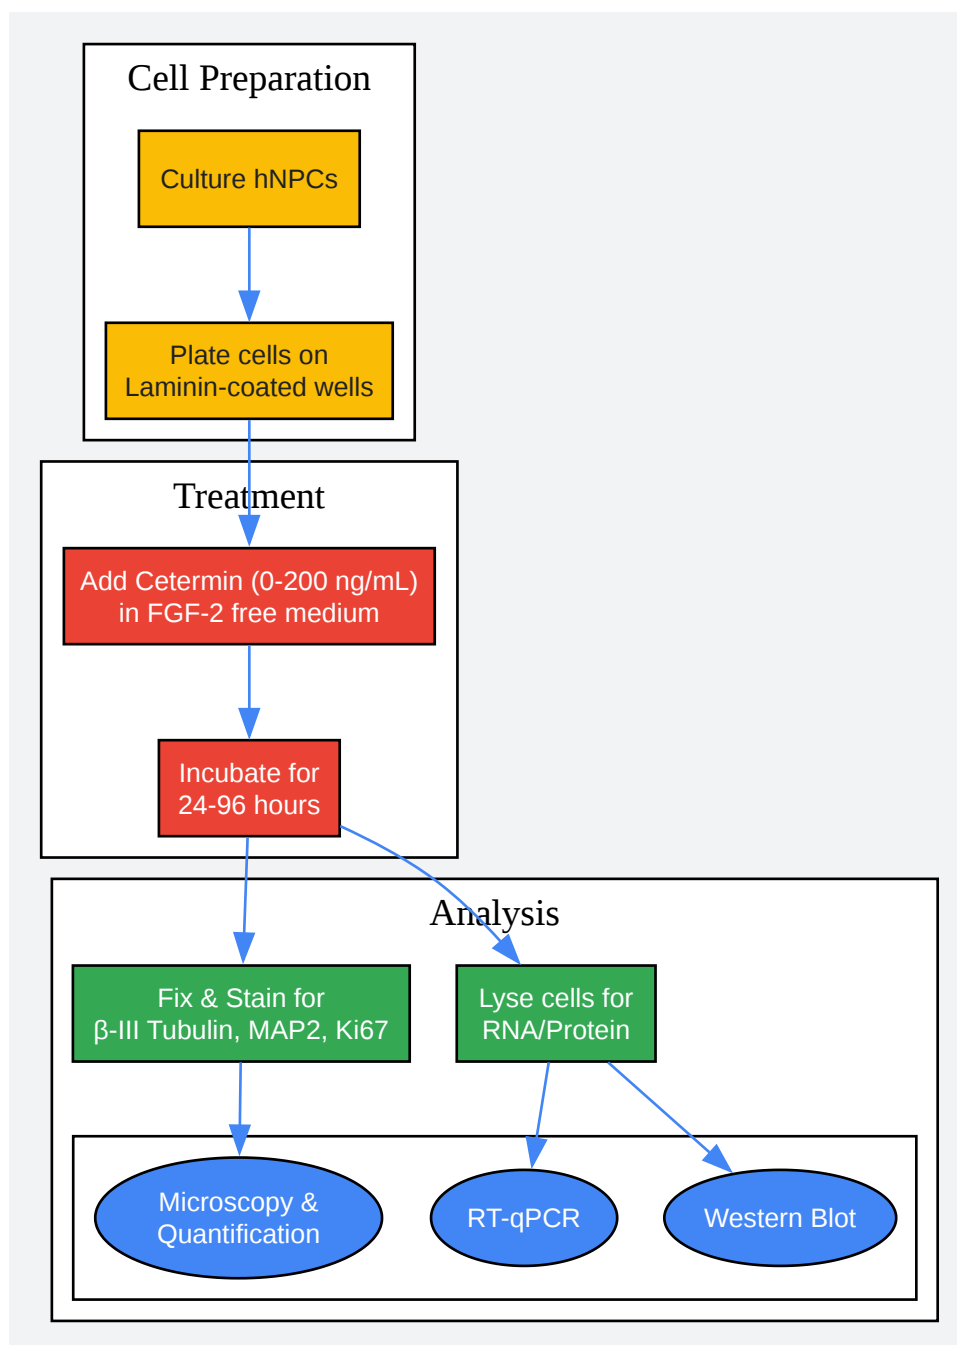 Cell Preparation
Culture hNPCs
Plate cells on
Laminin-coated wells
Treatment
Add Cetermin (0-200 ng/mL)
in FGF-2 free medium
Incubate for
24-96 hours
Analysis
Fix & Stain for
β-III Tubulin, MAP2, Ki67
Lyse cells for
RNA/Protein
Microscopy &
Quantification
RT-qPCR
Western Blot